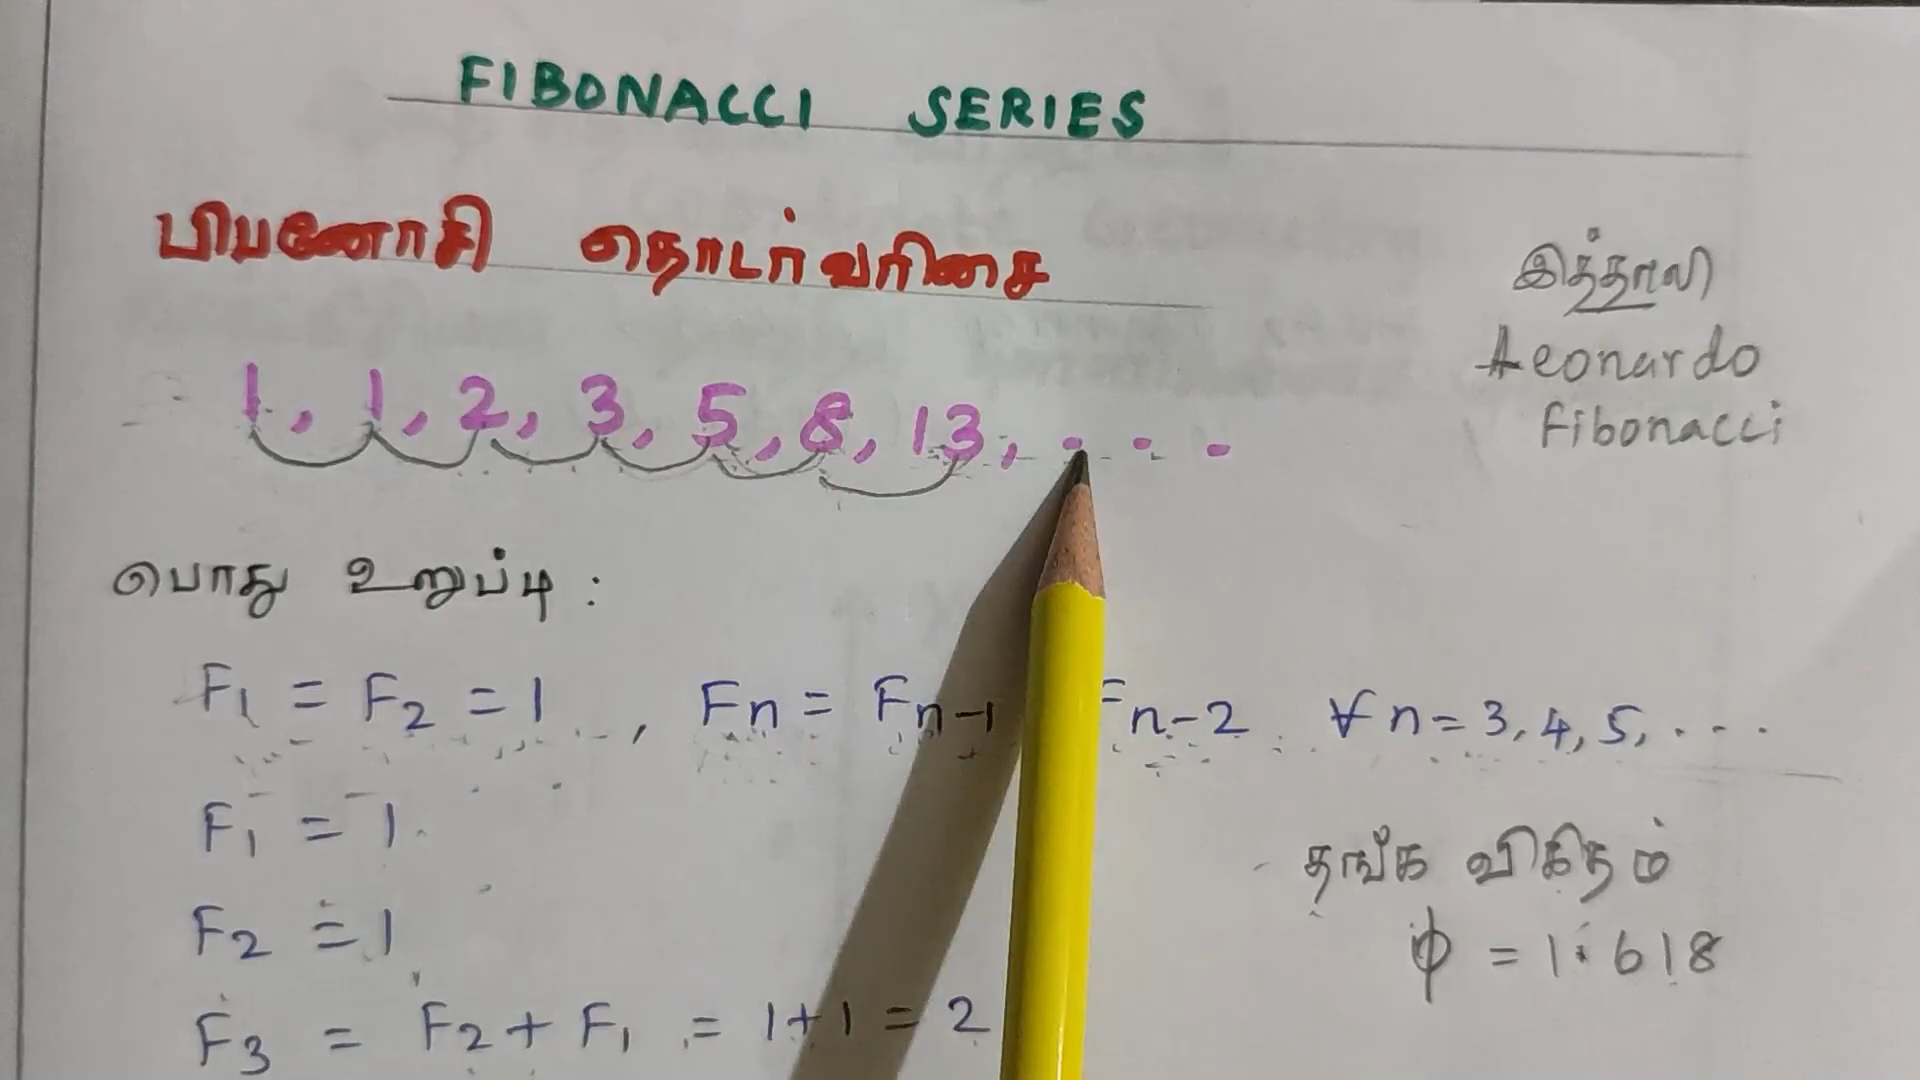 FIBONACCI SERIES
பிபனோசி தொடர்வரிசை
இத்தாலி
Leonardo
Fibonacci
1, 1, 2, 3, 5, 8, 13, . . .
பொது உறுப்படி :
F1 = F2 = 1 , Fn = Fn-1 Fn-2 ∀ n = 3, 4, 5, . . .
F1 = 1
F2 = 1
F3 = F2 + F1 = 1+1 = 2
தங்க விகிதம்
ϕ = 1.618